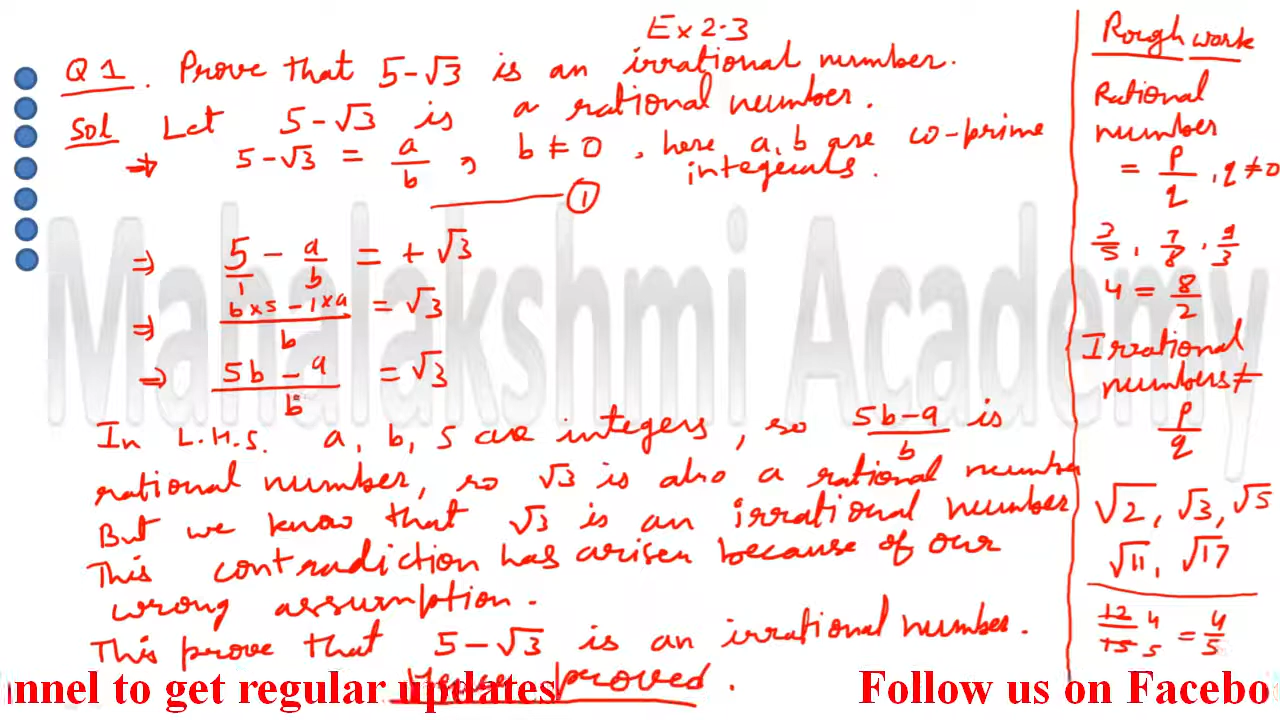 Ex 2.3
Q1. Prove that 5-√3 is an irrational number.
Sol Let 5-√3 is a rational number.
⇒ 5-√3 = a/b, b≠0, here a, b are co-prime
integerals.
①
⇒ 5/1 - a/b = +√3
⇒ (b×5-1×a)/b = √3
⇒ (5b-a)/b = √3
In L.H.S. a, b, 5 are integers, so (5b-a)/b is
rational number, so √3 is also a rational number
But we know that √3 is an irrational number
This contradiction has arisen because of our
wrong assumption.
This prove that 5-√3 is an irrational number.
Hence proved.
Rough work
Rational
number
= p/q, q≠0
3/5, 7/8, 9/3
4 = 8/2
Irrational
numbers≠
p/q
√2, √3, √5
√11, √17
12/15 4/5 = 4/5
Mahalakshmi Academy
nnel to get regular updates Follow us on Facebo